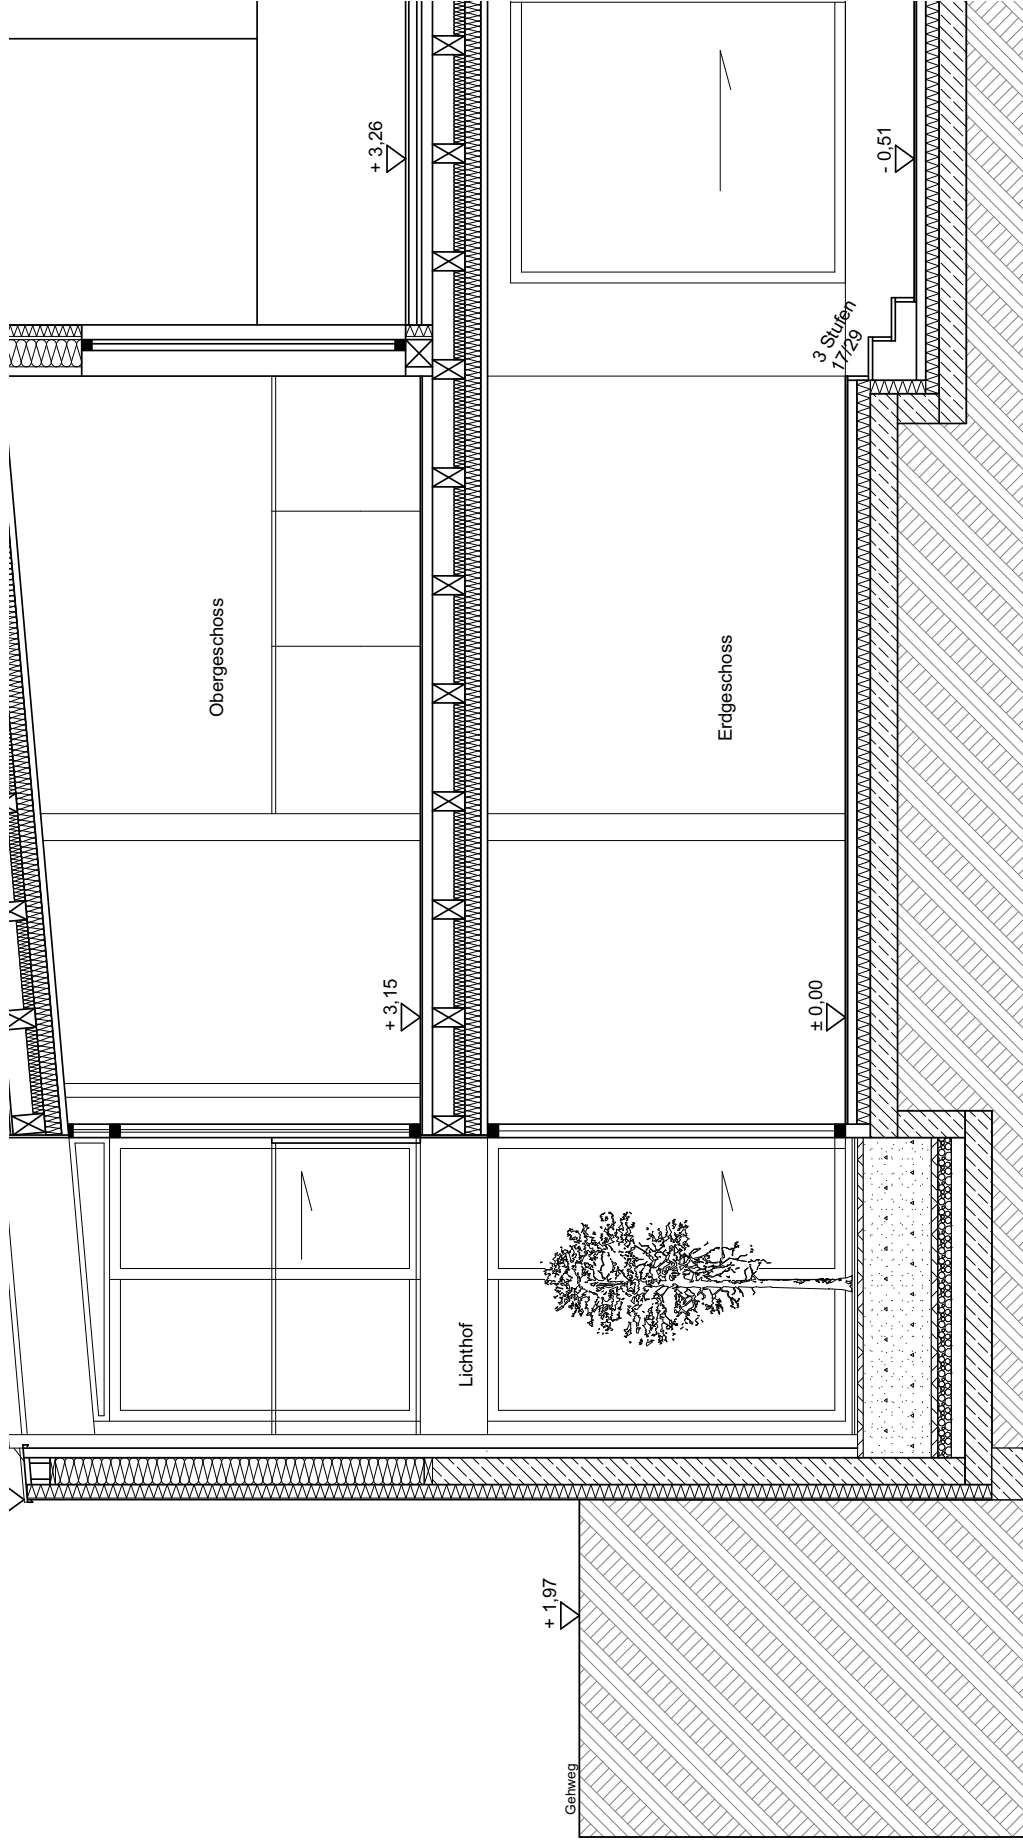 + 3,26
- 0,51
3 Stufen
17/29
Obergeschoss
Erdgeschoss
+ 3,15
± 0,00
Lichthof
+ 1,97
Gehweg